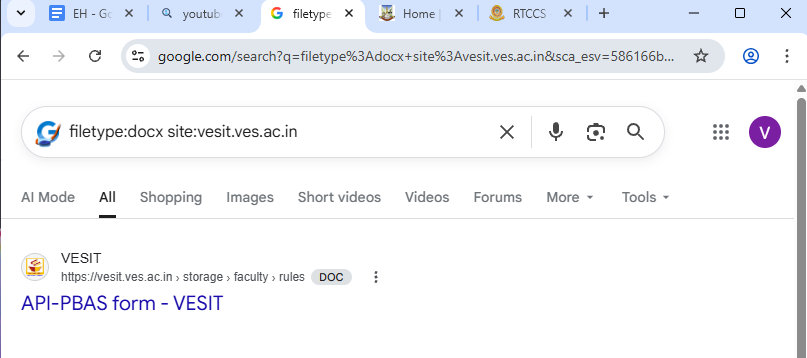 EH - Go
youtub
filetype
Home |
RTCCS
google.com/search?q=filetype%3Adocx+site%3Avesit.ves.ac.in&sca_esv=586166b...
filetype:docx site:vesit.ves.ac.in
V
AI Mode
All
Shopping
Images
Short videos
Videos
Forums
More
Tools
VESIT
https://vesit.ves.ac.in › storage › faculty › rules
DOC
API-PBAS form - VESIT